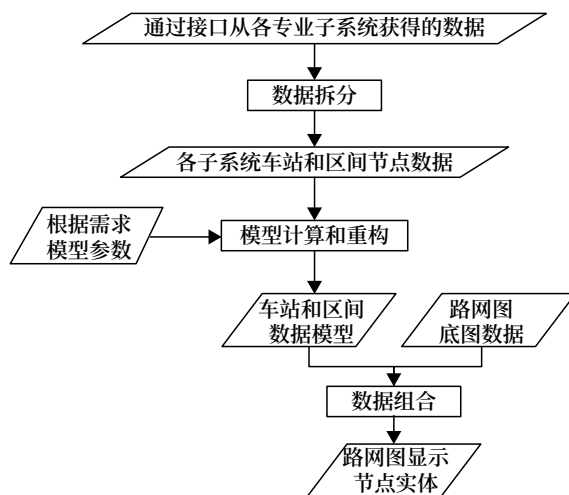 通过接口从各专业子系统获得的数据
数据拆分
各子系统车站和区间节点数据
根据需求
模型参数
模型计算和重构
车站和区间
数据模型
路网图
底图数据
数据组合
路网图显示
节点实体